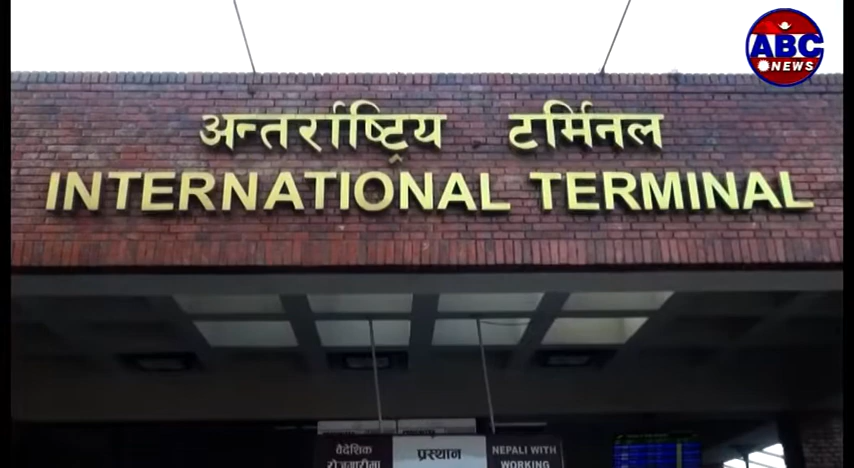 ABC
NEWS
अन्तर्राष्ट्रिय टर्मिनल
INTERNATIONAL TERMINAL
वैदेशिक
रोजगारीमा
प्रस्थान
NEPALI WITH
WORKING